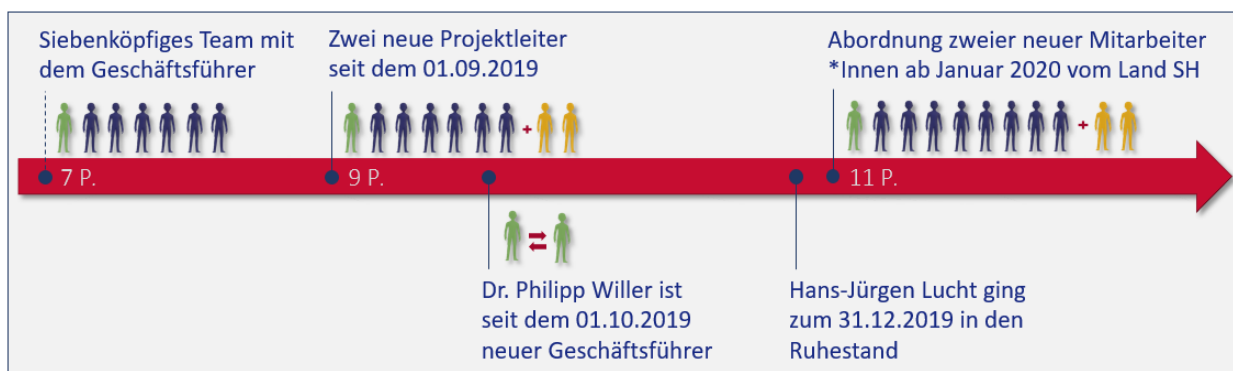 Siebenköpfiges Team mit
dem Geschäftsführer
Zwei neue Projektleiter
seit dem 01.09.2019
Abordnung zweier neuer Mitarbeiter
*Innen ab Januar 2020 vom Land SH
+
+
7 P.
9 P.
11 P.
Dr. Philipp Willer ist
seit dem 01.10.2019
neuer Geschäftsführer
Hans-Jürgen Lucht ging
zum 31.12.2019 in den
Ruhestand